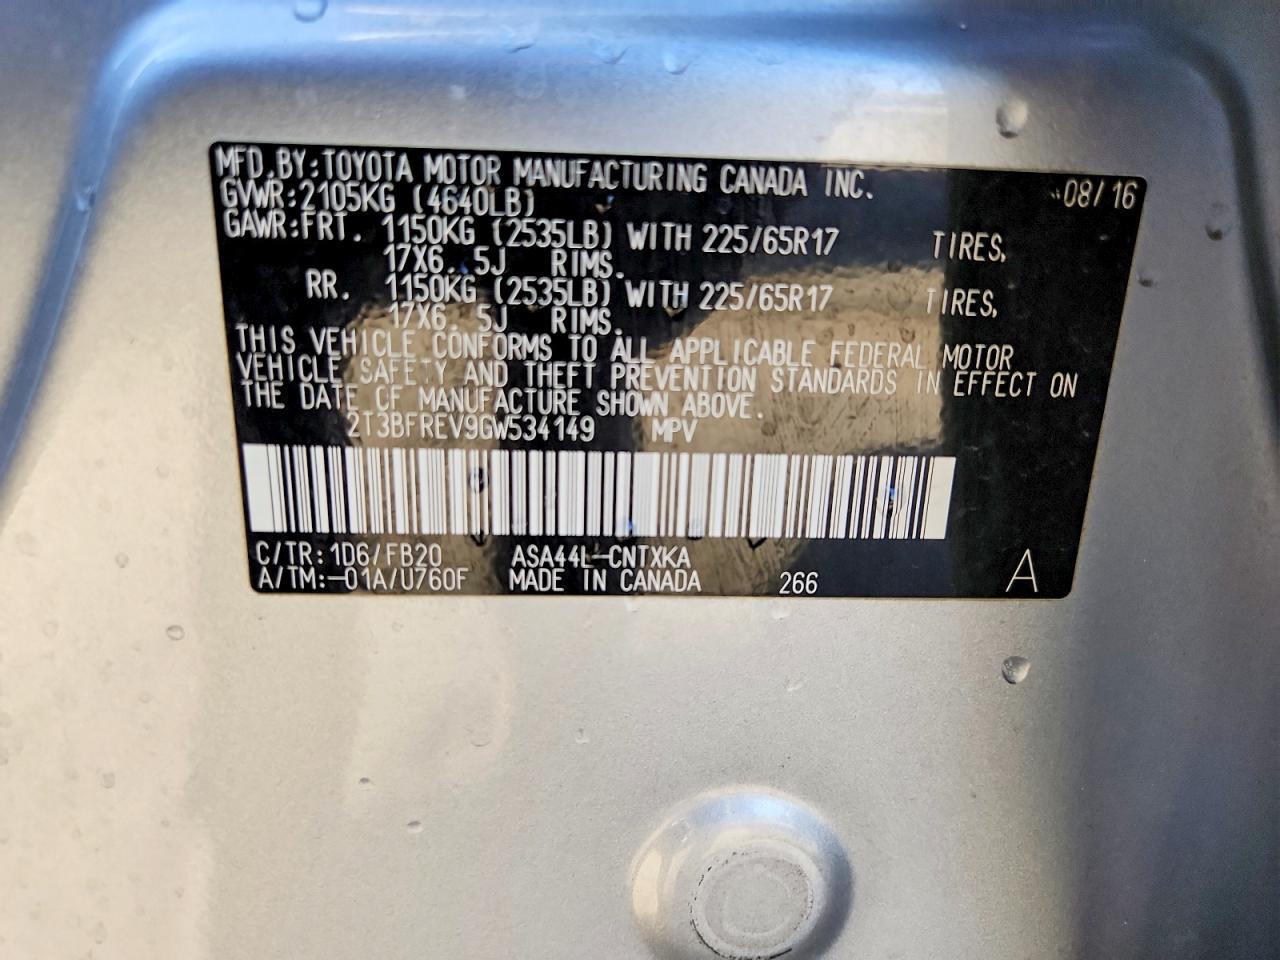 MFD.BY:TOYOTA MOTOR MANUFACTURING CANADA INC. 08/16
GVWR:2105KG (4640LB)
GAWR:FRT. 1150KG (2535LB) WITH 225/65R17 TIRES,
17X6.5J RIMS.
RR. 1150KG (2535LB) WITH 225/65R17 TIRES,
17X6.5J RIMS.
THIS VEHICLE CONFORMS TO ALL APPLICABLE FEDERAL MOTOR
VEHICLE SAFETY AND THEFT PREVENTION STANDARDS IN EFFECT ON
THE DATE OF MANUFACTURE SHOWN ABOVE.
2T3BFREV9GW534149 MPV
C/TR:1D6/FB20 ASA44L-CNTXKA
A/TM:-01A/U760F MADE IN CANADA 266 A